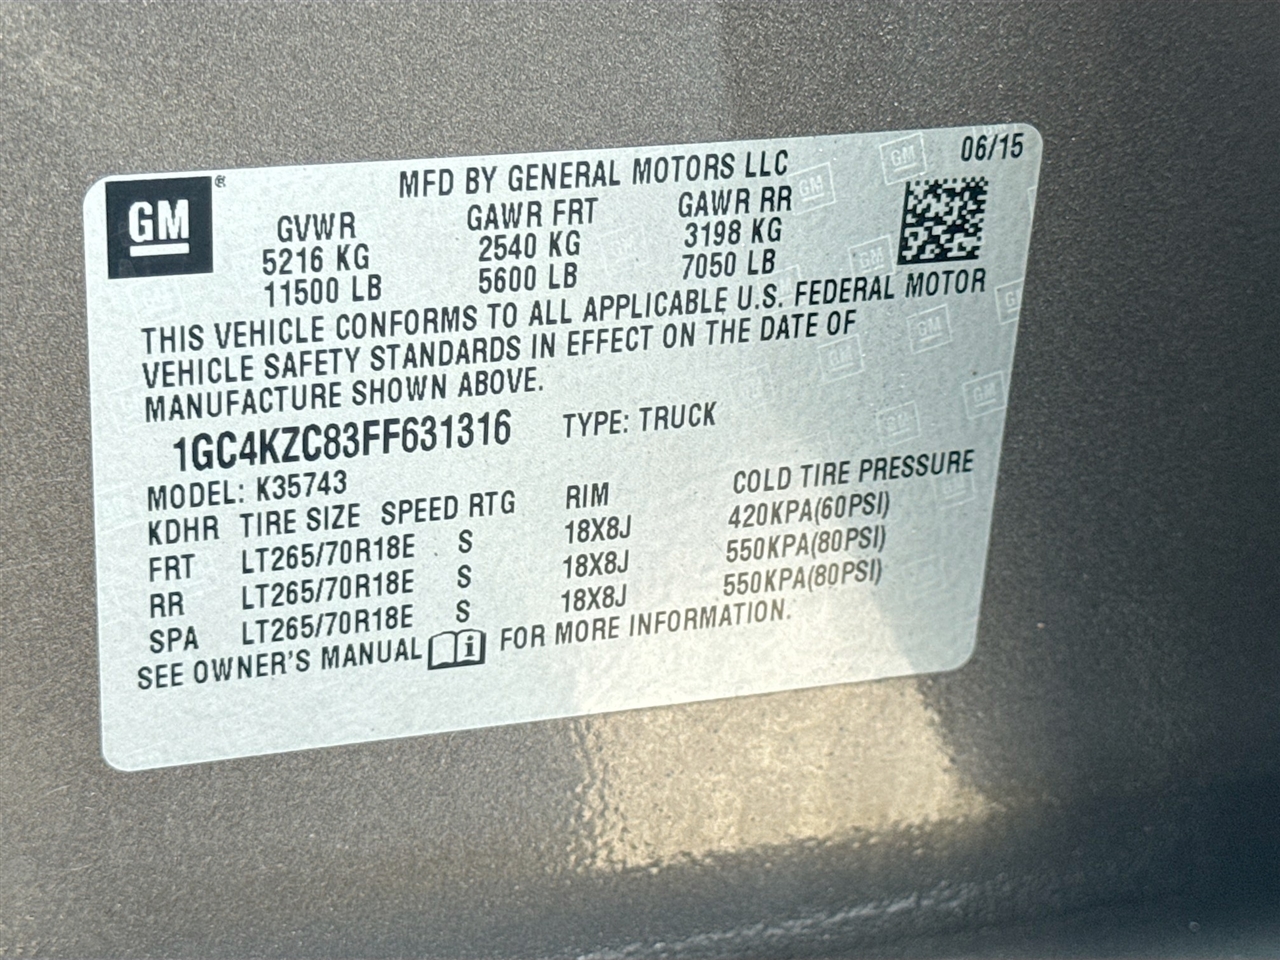 GM®
MFD BY GENERAL MOTORS LLC
06/15
GVWR GAWR FRT GAWR RR
5216 KG 2540 KG 3198 KG
11500 LB 5600 LB 7050 LB
THIS VEHICLE CONFORMS TO ALL APPLICABLE U.S. FEDERAL MOTOR
VEHICLE SAFETY STANDARDS IN EFFECT ON THE DATE OF
MANUFACTURE SHOWN ABOVE.
1GC4KZC83FF631316 TYPE: TRUCK
MODEL: K35743
KDHR TIRE SIZE SPEED RTG RIM COLD TIRE PRESSURE
FRT LT265/70R18E S 18X8J 420KPA(60PSI)
RR LT265/70R18E S 18X8J 550KPA(80PSI)
SPA LT265/70R18E S 18X8J 550KPA(80PSI)
SEE OWNER'S MANUAL i FOR MORE INFORMATION.